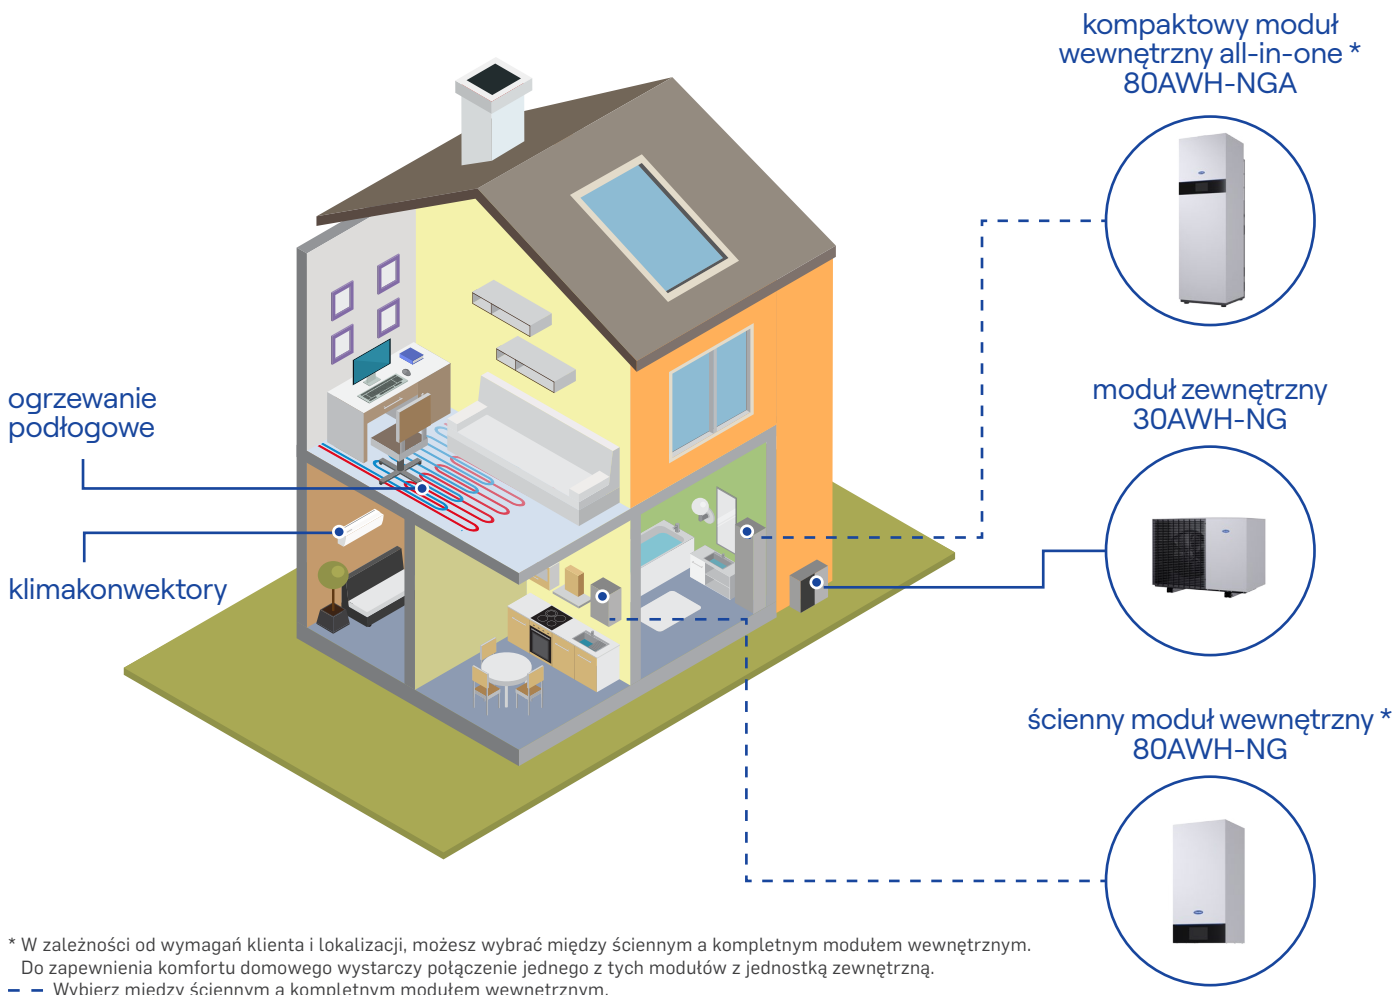 kompaktowy moduł
wewnętrzny all-in-one *
80AWH-NGA
moduł zewnętrzny
30AWH-NG
ogrzewanie
podłogowe
klimakonwektory
ścienny moduł wewnętrzny *
80AWH-NG
* W zależności od wymagań klienta i lokalizacji, możesz wybrać między ściennym a kompletnym modułem wewnętrznym.
Do zapewnienia komfortu domowego wystarczy połączenie jednego z tych modułów z jednostką zewnętrzną.
Wybierz między ściennym a kompletnym modułem wewnętrznym.